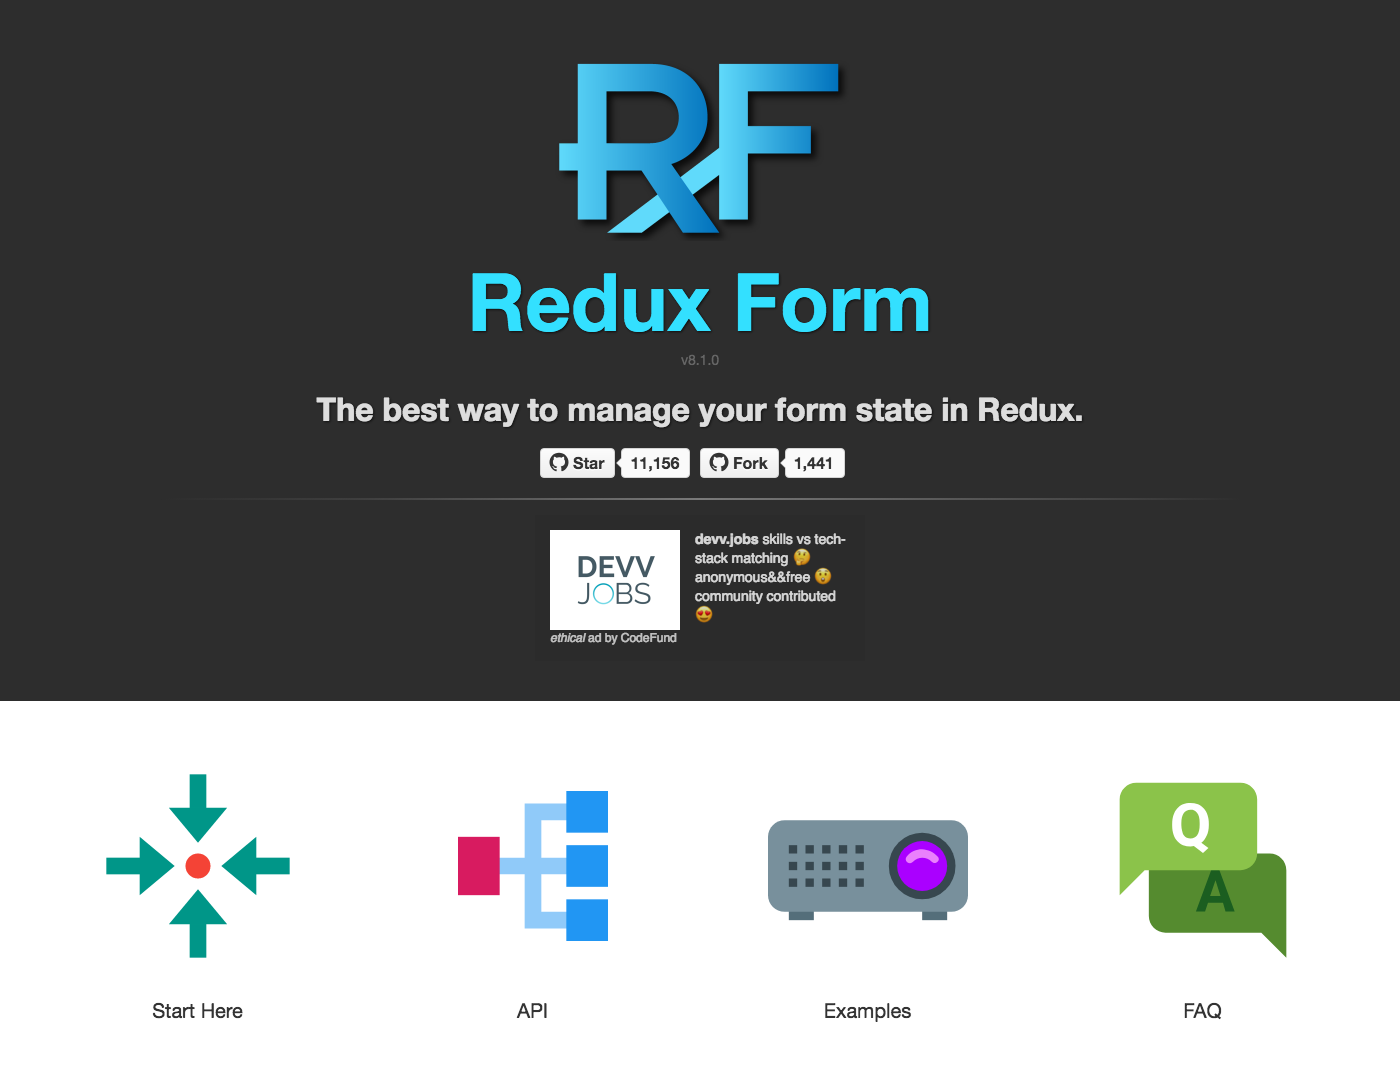 RF
Redux Form
v8.1.0
The best way to manage your form state in Redux.
Star 11,156 Fork 1,441
DEVV
JOBS
ethical ad by CodeFund
devv.jobs skills vs tech-
stack matching 🤔
anonymous&&free 😲
community contributed
😍
Q
A
Start Here
API
Examples
FAQ